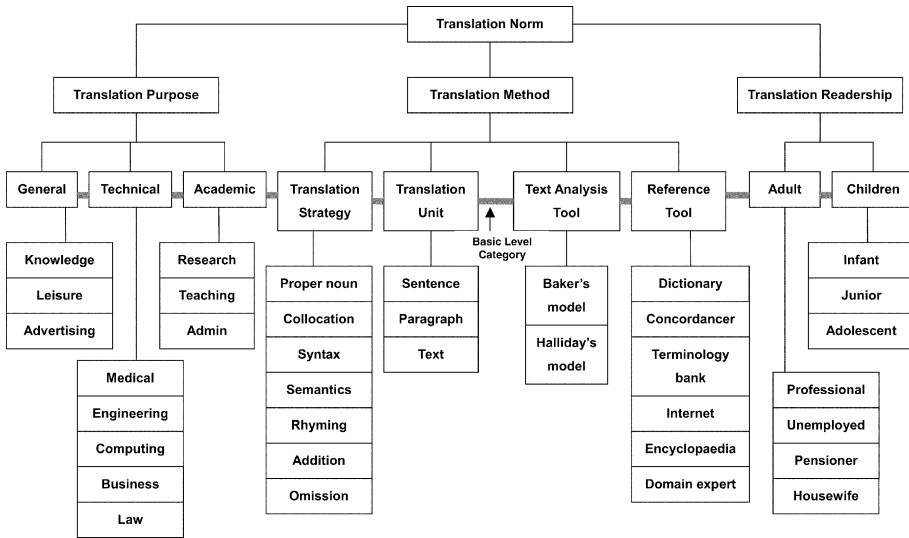 Translation Norm
Translation Purpose
Translation Method
Translation Readership
General
Technical
Academic
Translation
Strategy
Translation
Unit
Text Analysis
Tool
Reference
Tool
Adult
Children
Basic Level
Category
Knowledge
Leisure
Advertising
Research
Teaching
Admin
Proper noun
Collocation
Syntax
Semantics
Rhyming
Addition
Omission
Sentence
Paragraph
Text
Baker's
model
Halliday's
model
Dictionary
Concordancer
Terminology
bank
Internet
Encyclopaedia
Domain expert
Infant
Junior
Adolescent
Medical
Engineering
Computing
Business
Law
Professional
Unemployed
Pensioner
Housewife